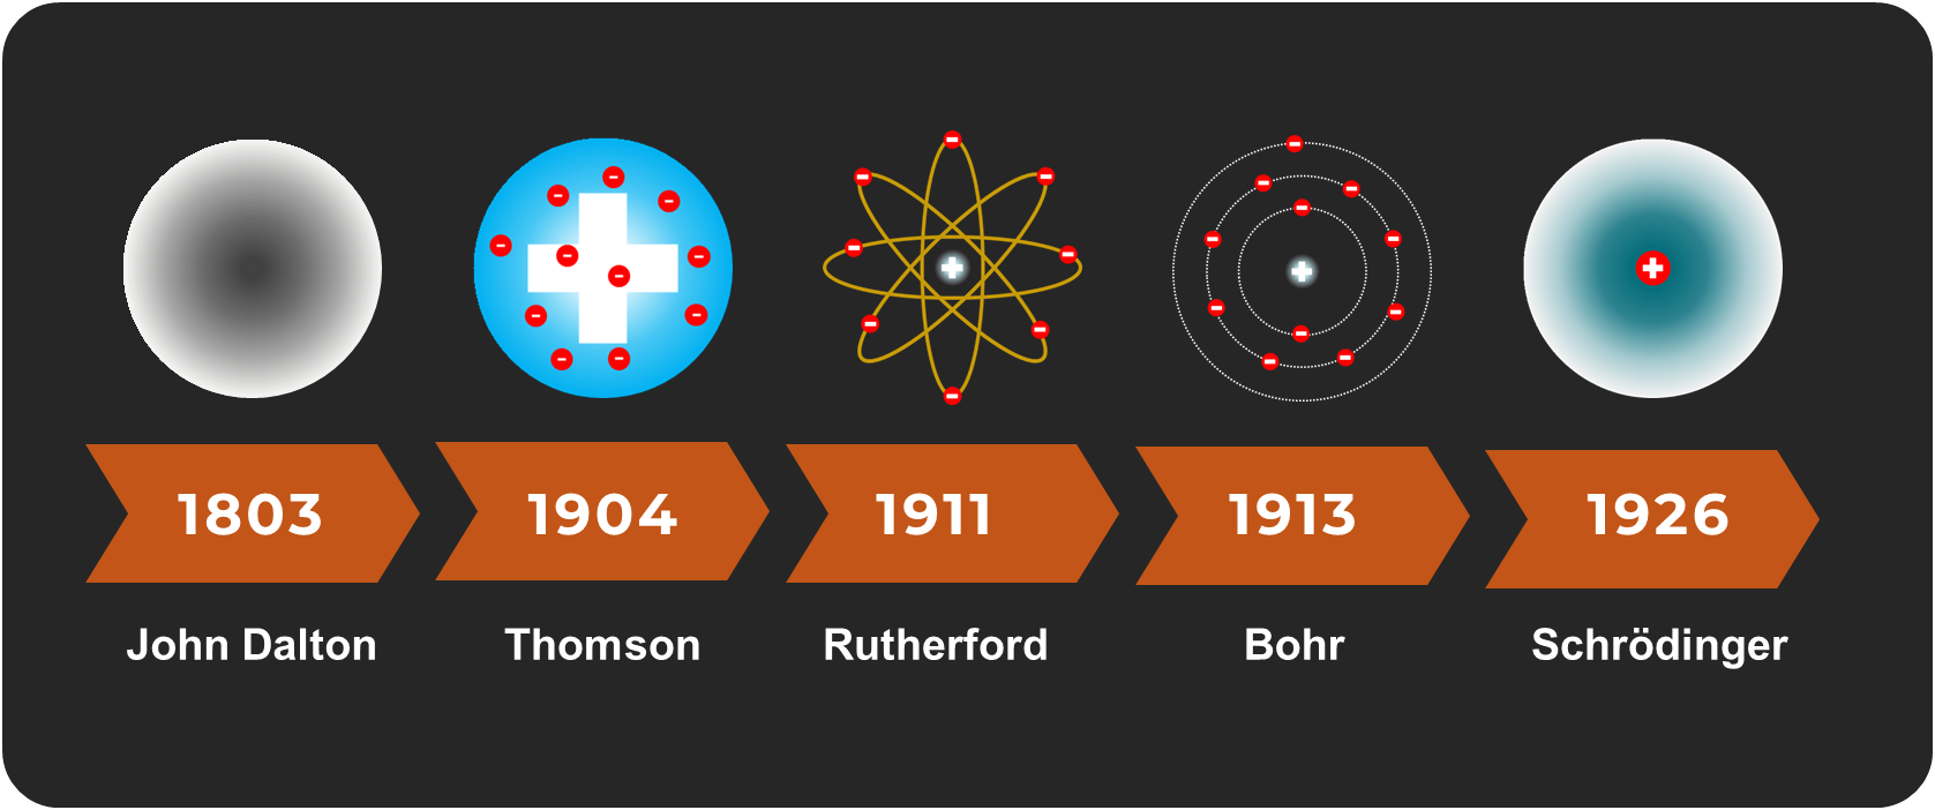 1803
1904
1911
1913
1926
John Dalton
Thomson
Rutherford
Bohr
Schrödinger